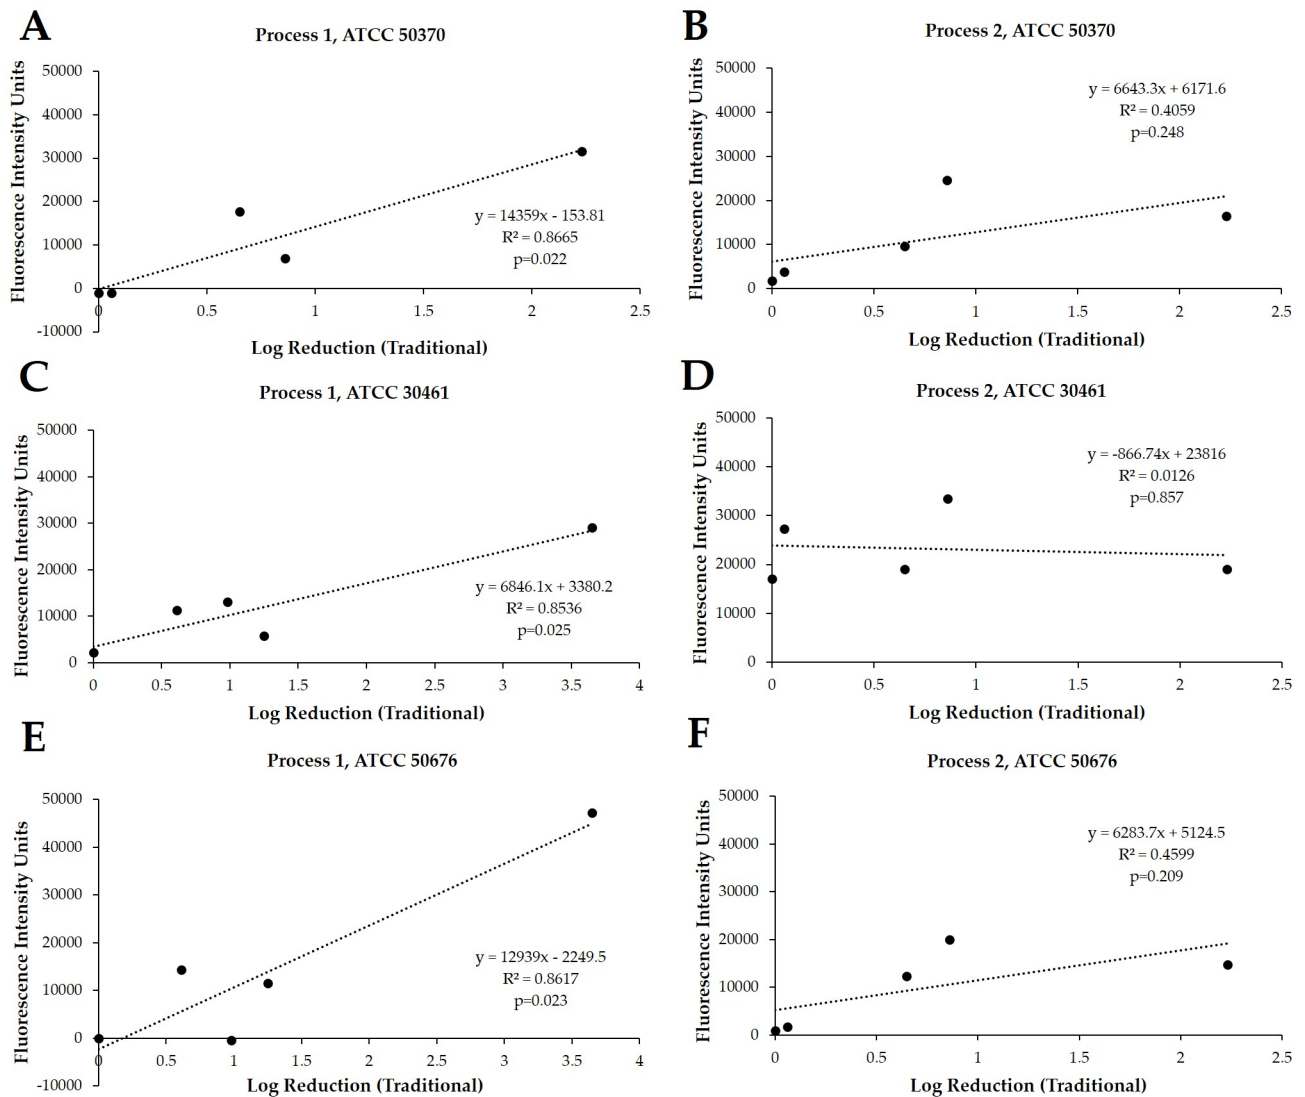 A
Process 1, ATCC 50370
Fluorescence Intensity Units
50000
40000
30000
20000
10000
0
-10000
y = 14359x - 153.81
R² = 0.8665
p=0.022
0
0.5
1
1.5
2
2.5
Log Reduction (Traditional)
B
Process 2, ATCC 50370
Fluorescence Intensity Units
50000
40000
30000
20000
10000
0
y = 6643.3x + 6171.6
R² = 0.4059
p=0.248
0
0.5
1
1.5
2
2.5
Log Reduction (Traditional)
C
Process 1, ATCC 30461
Fluorescence Intensity Units
50000
40000
30000
20000
10000
0
y = 6846.1x + 3380.2
R² = 0.8536
p=0.025
0
0.5
1
1.5
2
2.5
3
3.5
4
Log Reduction (Traditional)
D
Process 2, ATCC 30461
Fluorescence Intensity Units
50000
40000
30000
20000
10000
0
y = -866.74x + 23816
R² = 0.0126
p=0.857
0
0.5
1
1.5
2
2.5
Log Reduction (Traditional)
E
Process 1, ATCC 50676
Fluorescence Intensity Units
50000
40000
30000
20000
10000
0
-10000
y = 12939x - 2249.5
R² = 0.8617
p=0.023
0
0.5
1
1.5
2
2.5
3
3.5
4
Log Reduction (Traditional)
F
Process 2, ATCC 50676
Fluorescence Intensity Units
50000
40000
30000
20000
10000
0
y = 6283.7x + 5124.5
R² = 0.4599
p=0.209
0
0.5
1
1.5
2
2.5
Log Reduction (Traditional)